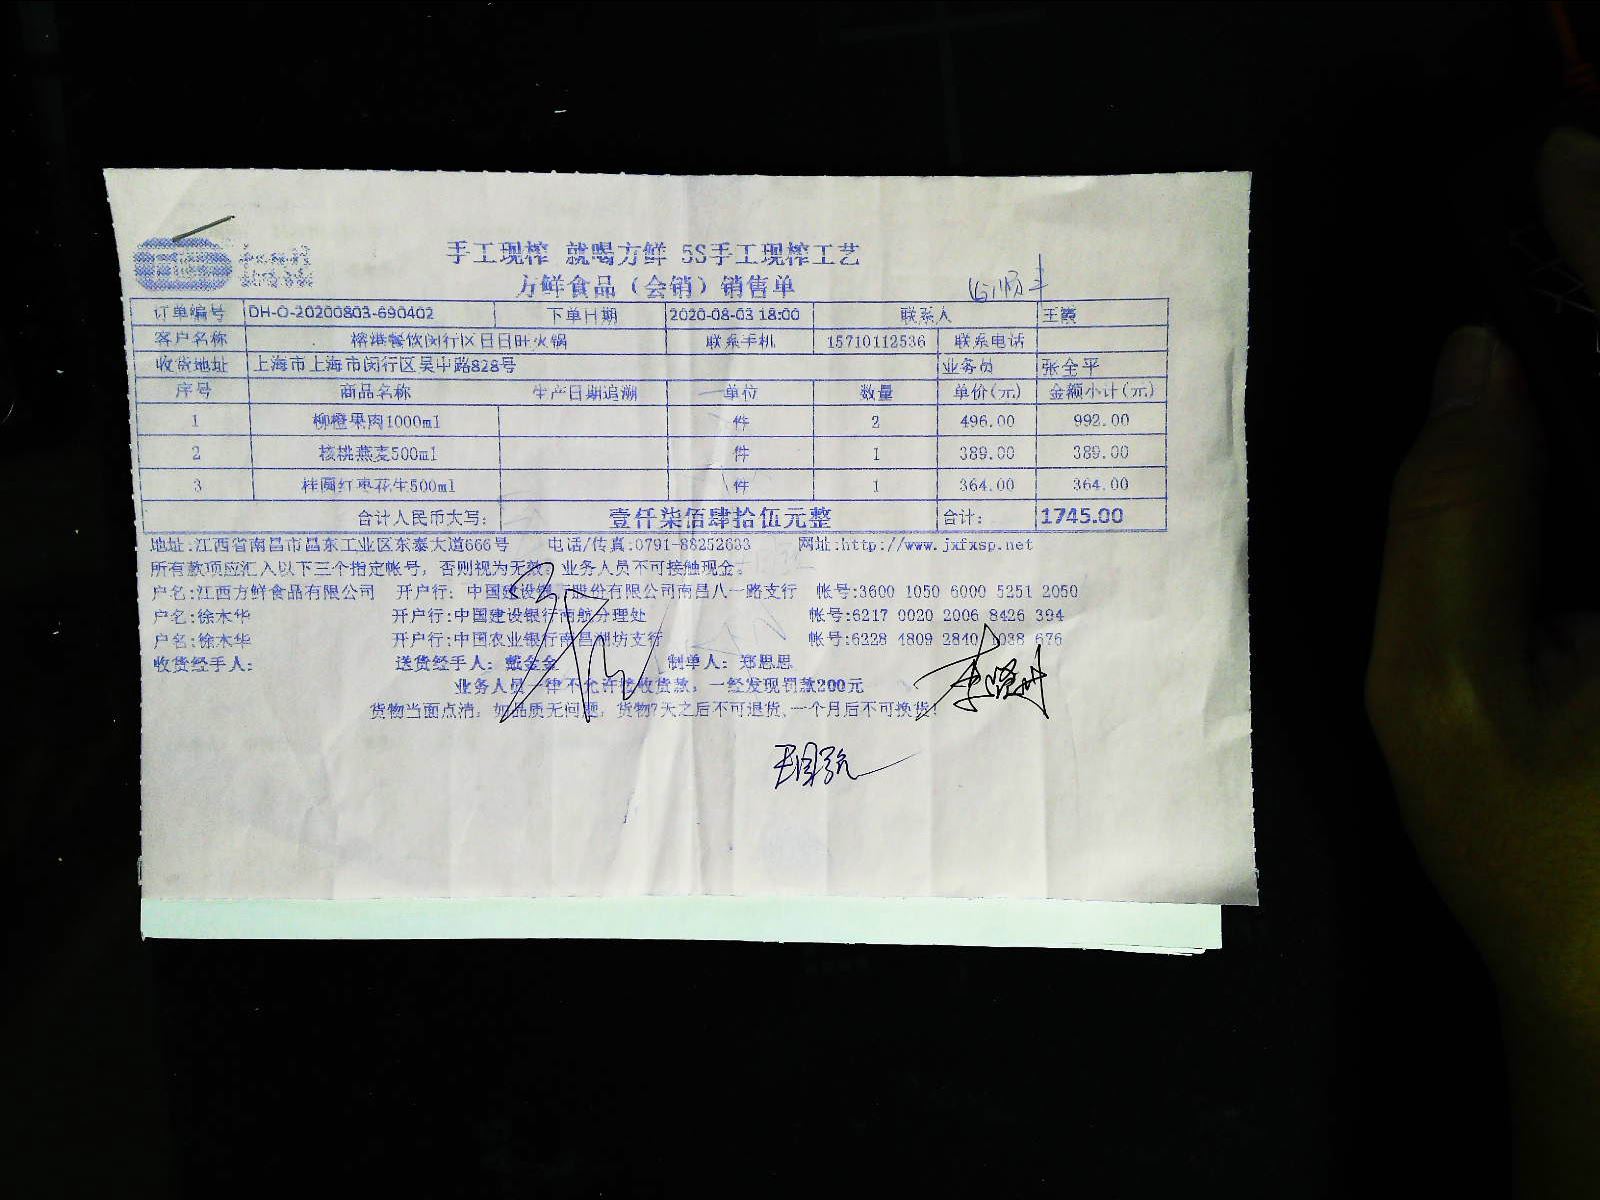 手工现榨 就喝方鲜 5S手工现榨工艺
方鲜食品（会销）销售单
订单编号 DH-O-20200803-690402 下单日期 2020-08-03 18:00 联系人 王霞
客户名称 榕港餐饮闵行区日日旺火锅 联系手机 15710112536 联系电话
收货地址 上海市上海市闵行区吴中路828号 业务员 张全平
序号 商品名称 生产日期追溯 单位 数量 单价(元) 金额小计(元)
1 柳橙果肉1000ml 件 2 496.00 992.00
2 核桃燕麦500ml 件 1 389.00 389.00
3 桂圆红枣花生500ml 件 1 364.00 364.00
合计人民币大写： 壹仟柒佰肆拾伍元整 合计： 1745.00
地址:江西省南昌市昌东工业区东泰大道666号 电话/传真:0791-88252633 网址:http://www.jxfxsp.net
所有款项应汇入以下三个指定帐号，否则视为无效。业务人员不可接触现金。
户名:江西方鲜食品有限公司 开户行：中国建设银行股份有限公司南昌八一路支行 帐号:3600 1050 6000 5251 2050
户名:徐木华 开户行:中国建设银行南航分理处 帐号:6217 0020 2006 8426 394
户名:徐木华 开户行:中国农业银行南昌湖坊支行 帐号:6228 4809 2840 1038 676
收货经手人： 送货经手人：戴金金 制单人：郑思思
业务人员一律不允许接收货款，一经发现罚款200元
货物当面点清，如品质无问题，货物7天之后不可退货,一个月后不可换货！